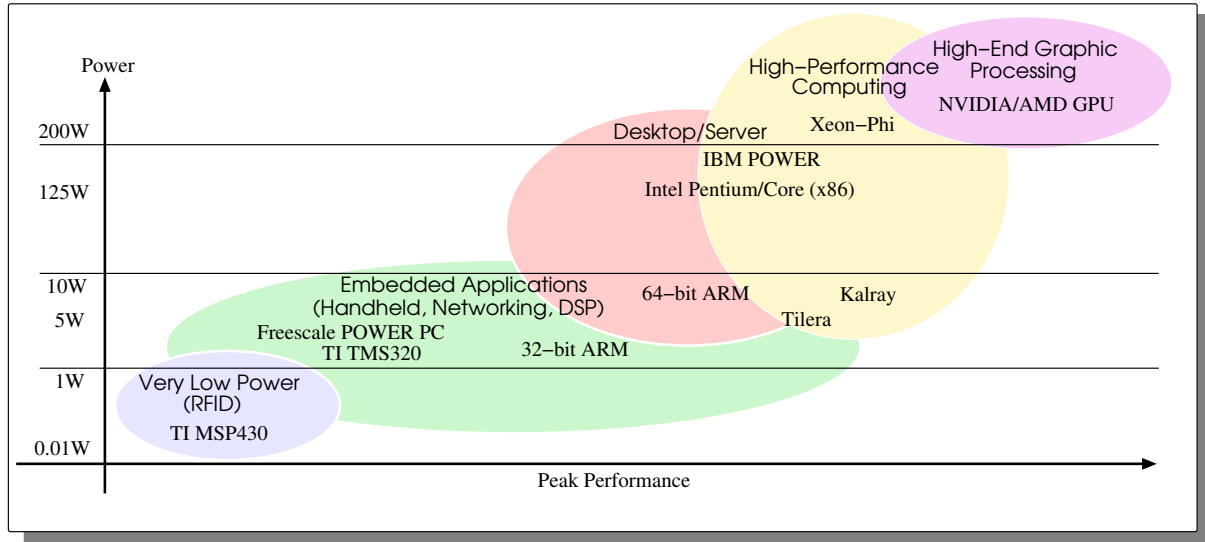 High–End Graphic
Processing
High–Performance
Computing
Power
NVIDIA/AMD GPU
Xeon–Phi
200W
Desktop/Server
IBM POWER
125W
Intel Pentium/Core (x86)
10W
Embedded Applications
(Handheld, Networking, DSP)
64–bit ARM
Kalray
5W
Tilera
Freescale POWER PC
TI TMS320
32–bit ARM
1W
Very Low Power
(RFID)
TI MSP430
0.01W
Peak Performance